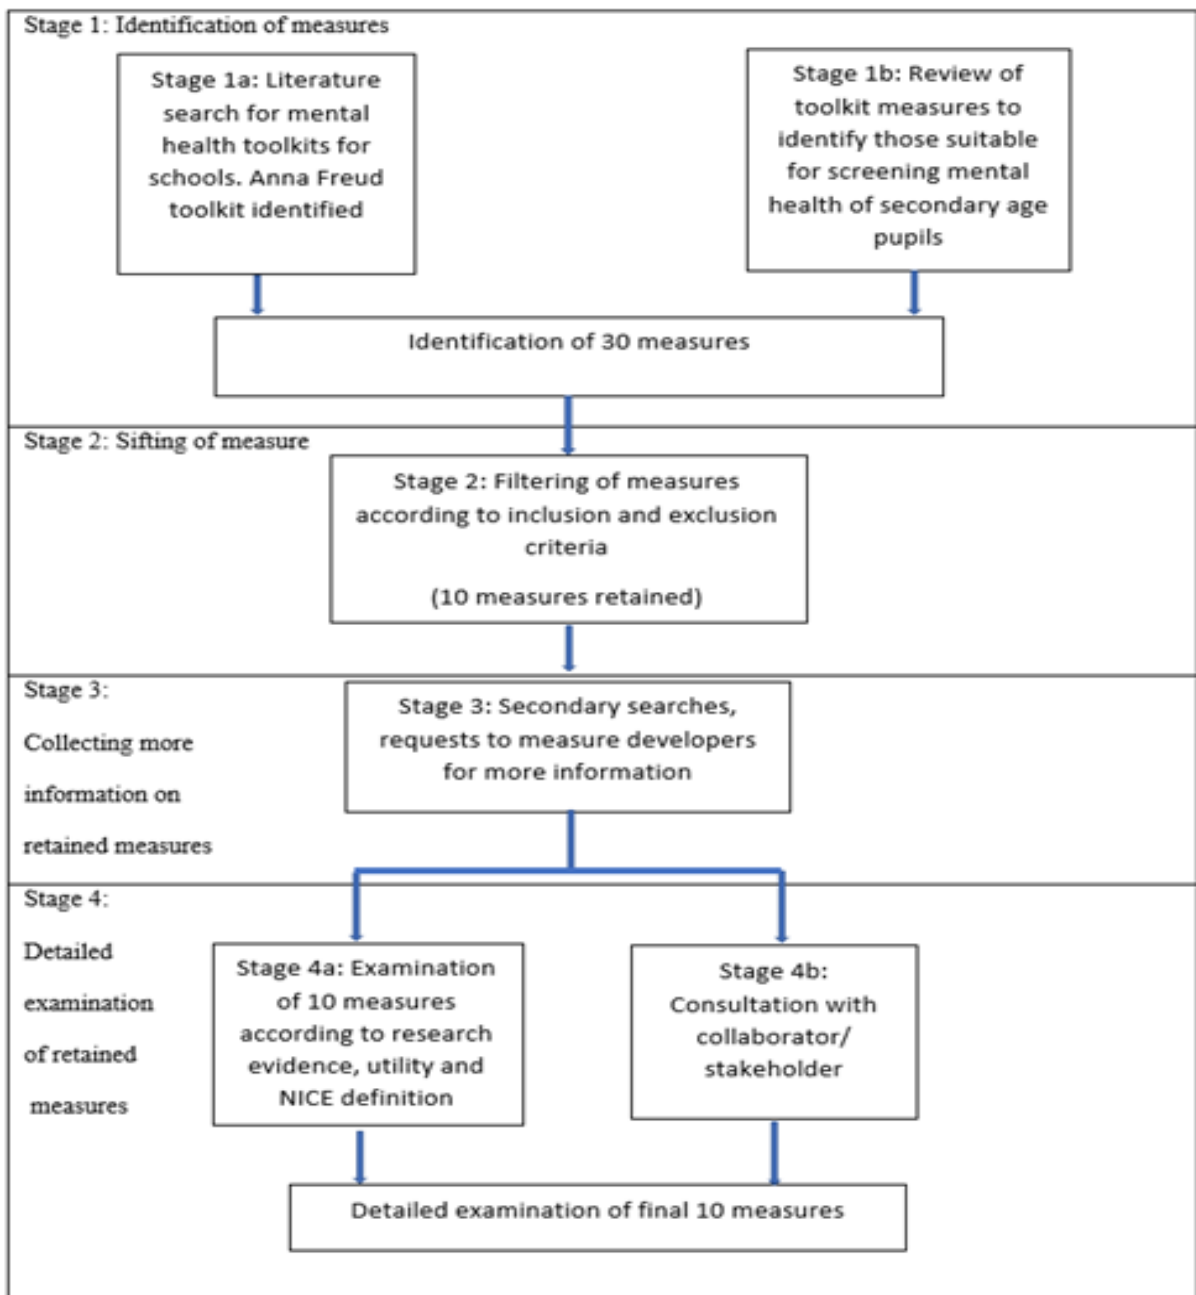 Stage 1: Identification of measures
Stage 1a: Literature
search for mental
health toolkits for
schools. Anna Freud
toolkit identified
Stage 1b: Review of
toolkit measures to
identify those suitable
for screening mental
health of secondary age
pupils
Identification of 30 measures
Stage 2: Sifting of measure
Stage 2: Filtering of measures
according to inclusion and exclusion
criteria
(10 measures retained)
Stage 3:
Collecting more
information on
retained measures
Stage 3: Secondary searches,
requests to measure developers
for more information
Stage 4:
Detailed
examination
of retained
measures
Stage 4a: Examination
of 10 measures
according to research
evidence, utility and
NICE definition
Stage 4b:
Consultation with
collaborator/
stakeholder
Detailed examination of final 10 measures